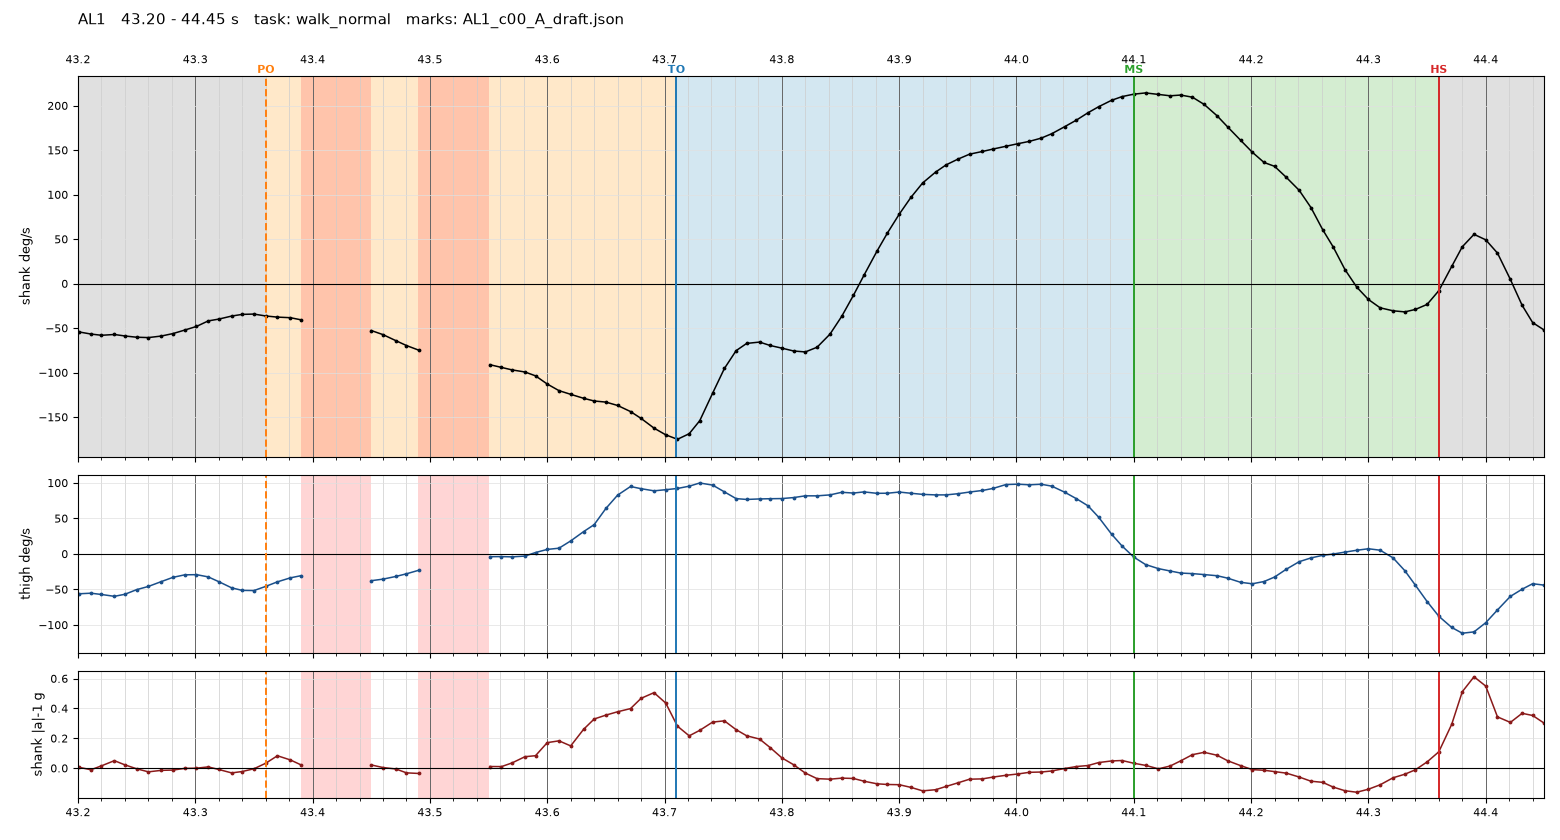 AL1   43.20 - 44.45 s   task: walk_normal   marks: AL1_c00_A_draft.json
43.2 43.3 43.4 43.5 43.6 43.7 43.8 43.9 44.0 44.1 44.2 44.3 44.4
PO TO MS HS
shank deg/s
200
150
100
50
0
−50
−100
−150
thigh deg/s
100
50
0
−50
−100
shank |a|-1 g
0.6
0.4
0.2
0.0
43.2 43.3 43.4 43.5 43.6 43.7 43.8 43.9 44.0 44.1 44.2 44.3 44.4